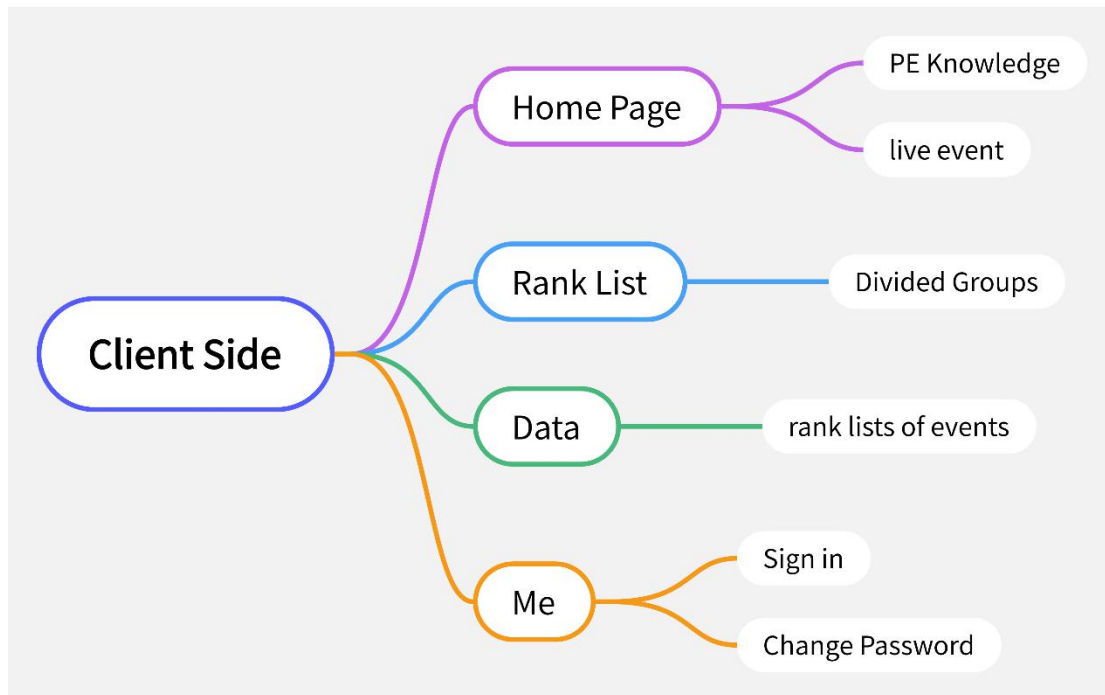 Client Side
Home Page
PE Knowledge
live event
Rank List
Divided Groups
Data
rank lists of events
Me
Sign in
Change Password